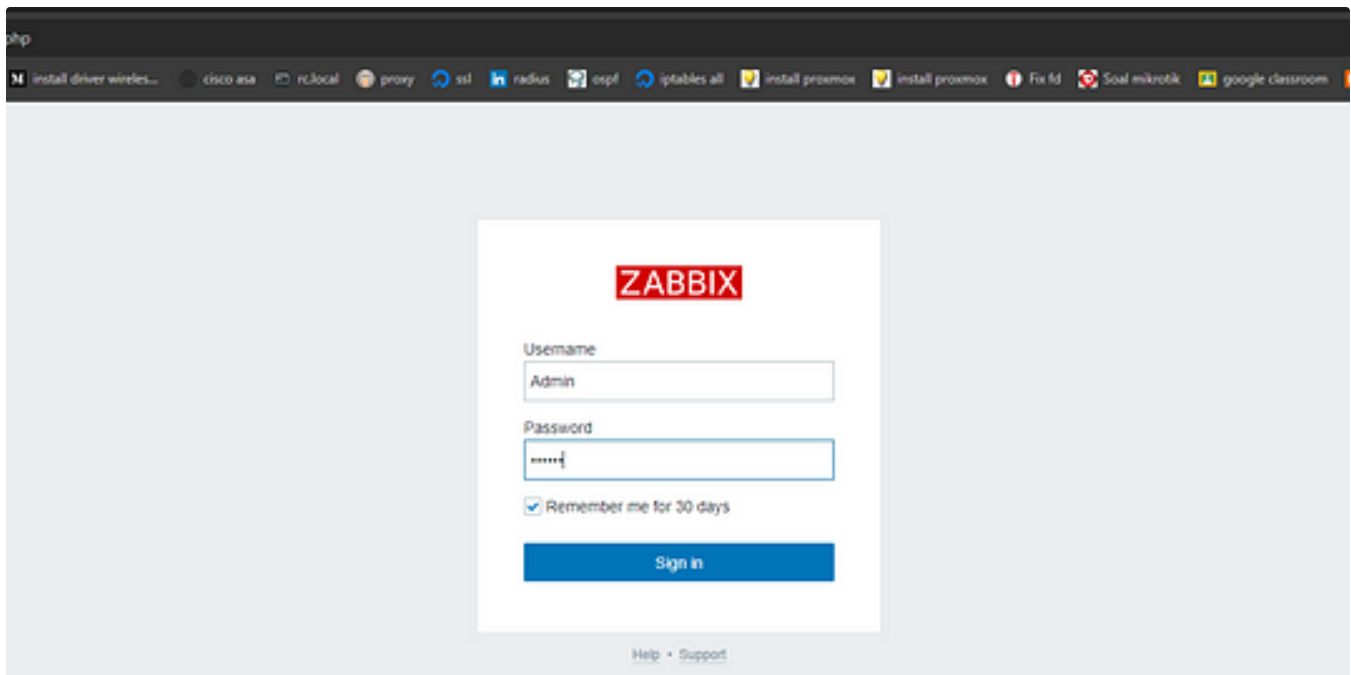 php
install driver wireles... cisco asa rc.local proxy ssl radius ospf iptables all install proxmox install proxmox Fix fd Soal mikrotik google classroom
ZABBIX
Username
Admin
Password
••••••
Remember me for 30 days
Sign in
Help • Support